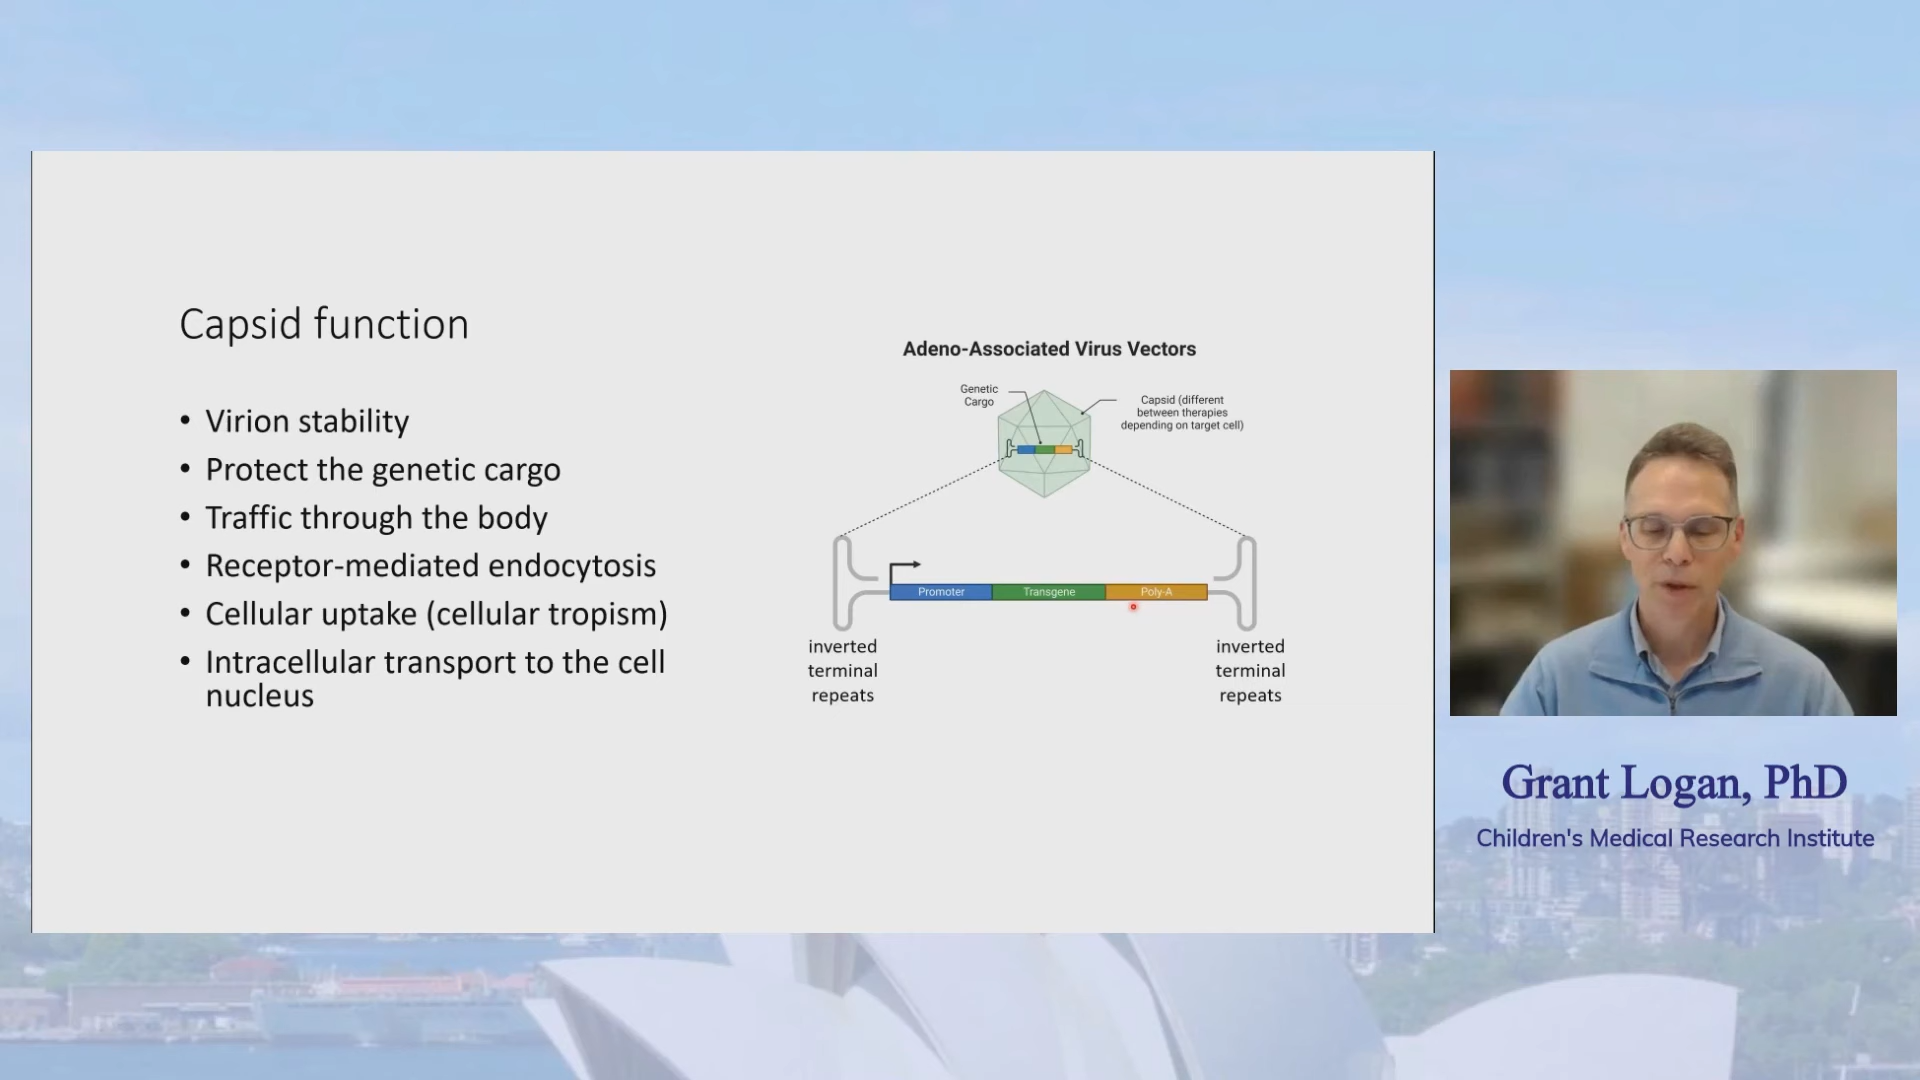 Capsid function
• Virion stability
• Protect the genetic cargo
• Traffic through the body
• Receptor-mediated endocytosis
• Cellular uptake (cellular tropism)
• Intracellular transport to the cell
nucleus
Adeno-Associated Virus Vectors
Genetic
Cargo
Capsid (different
between therapies
depending on target cell)
Promoter
Transgene
Poly-A
inverted
terminal
repeats
inverted
terminal
repeats
Grant Logan, PhD
Children's Medical Research Institute